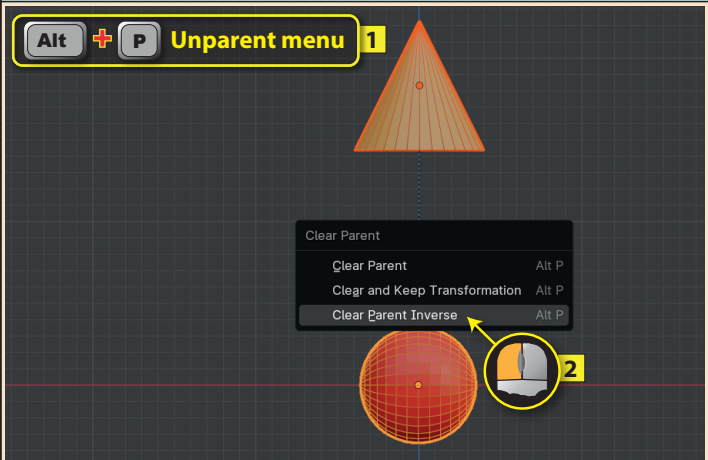 Alt + P Unparent menu 1
Clear Parent
Clear Parent Alt P
Clear and Keep Transformation Alt P
Clear Parent Inverse Alt P
2